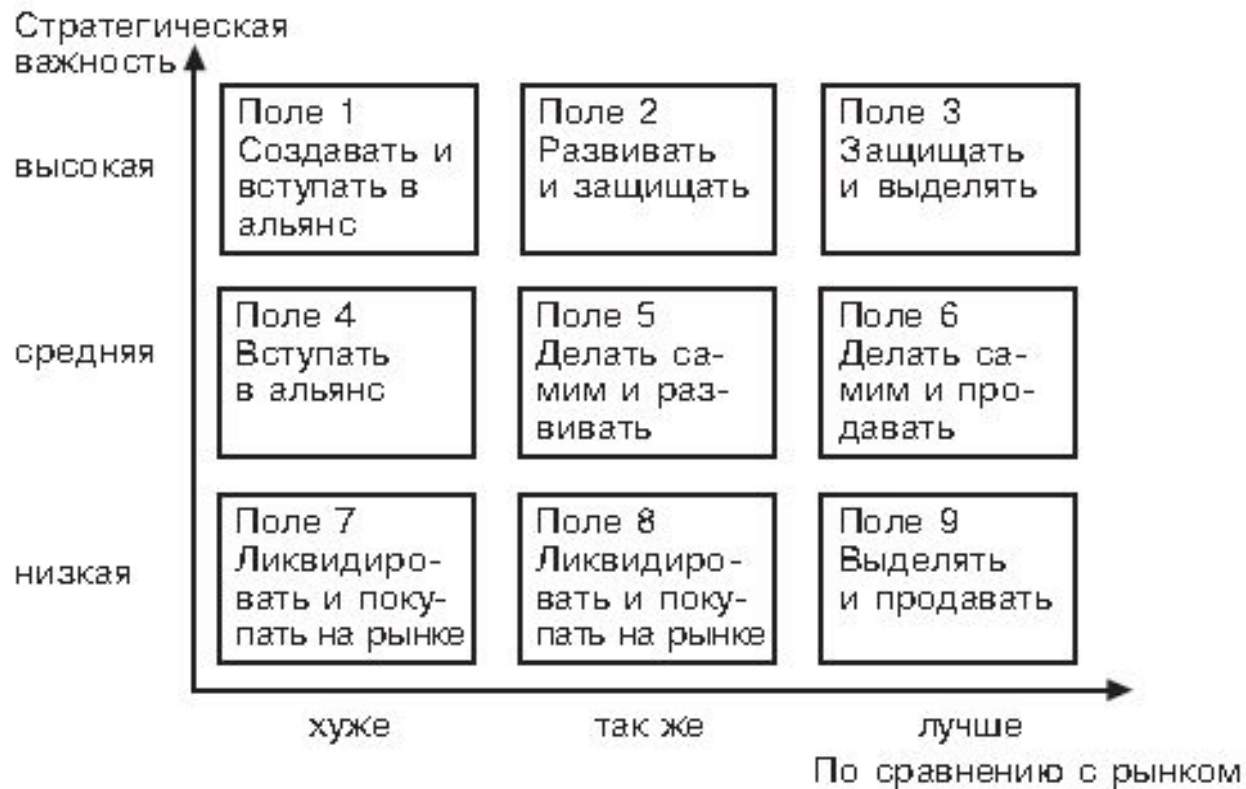 Стратегическая
важность
высокая
Поле 1
Создавать и
вступать в
альянс
Поле 2
Развивать
и защищать
Поле 3
Защищать
и выделять
средняя
Поле 4
Вступать
в альянс
Поле 5
Делать са-
мим и раз-
вивать
Поле 6
Делать са-
мим и про-
давать
низкая
Поле 7
Ликвидиро-
вать и поку-
пать на рынке
Поле 8
Ликвидиро-
вать и поку-
пать на рынке
Поле 9
Выделять
и продавать
хуже
так же
лучше
По сравнению с рынком